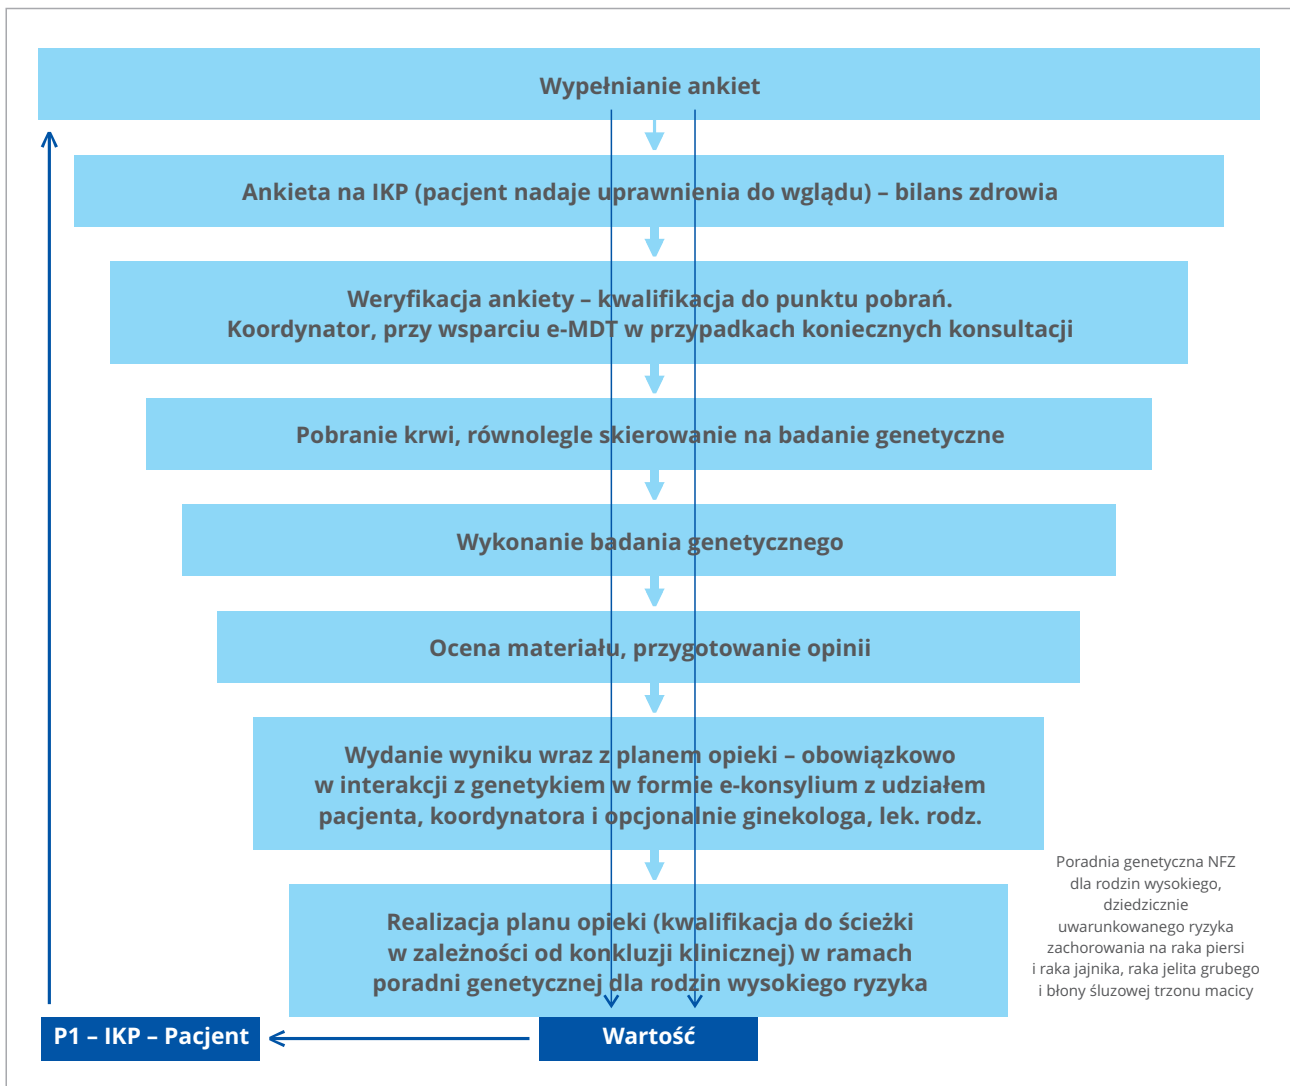 Wypełnianie ankiet
Ankieta na IKP (pacjent nadaje uprawnienia do wglądu) – bilans zdrowia
Weryfikacja ankiety – kwalifikacja do punktu pobrań.
Koordynator, przy wsparciu e-MDT w przypadkach koniecznych konsultacji
Pobranie krwi, równolegle skierowanie na badanie genetyczne
Wykonanie badania genetycznego
Ocena materiału, przygotowanie opinii
Wydanie wyniku wraz z planem opieki – obowiązkowo
w interakcji z genetykiem w formie e-konsylium z udziałem
pacjenta, koordynatora i opcjonalnie ginekologa, lek. rodz.
Realizacja planu opieki (kwalifikacja do ścieżki
w zależności od konkluzji klinicznej) w ramach
poradni genetycznej dla rodzin wysokiego ryzyka
Poradnia genetyczna NFZ
dla rodzin wysokiego,
dziedzicznie
uwarunkowanego ryzyka
zachorowania na raka piersi
i raka jajnika, raka jelita grubego
i błony śluzowej trzonu macicy
P1 – IKP – Pacjent
Wartość